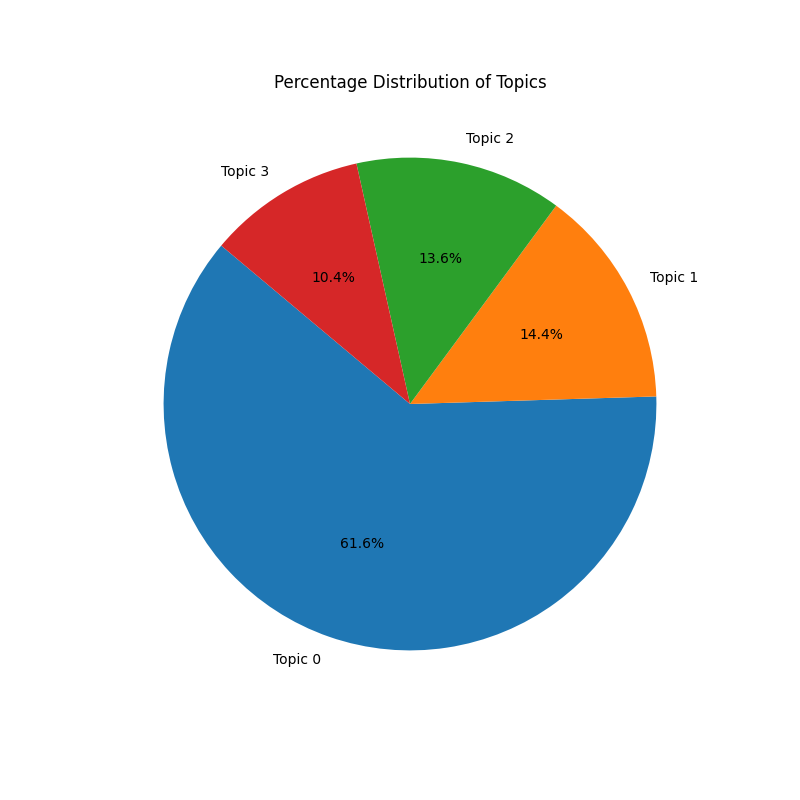 Percentage Distribution of Topics
Topic 2
Topic 3
13.6%
10.4%
Topic 1
14.4%
61.6%
Topic 0